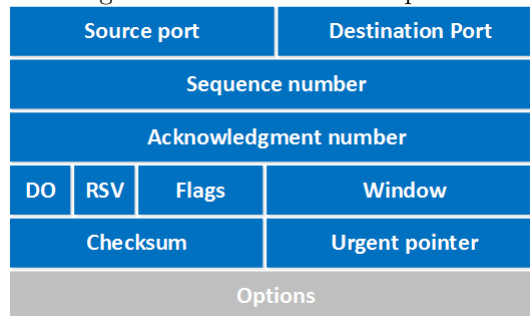 Source port Destination Port
Sequence number
Acknowledgment number
DO RSV Flags Window
Checksum Urgent pointer
Options